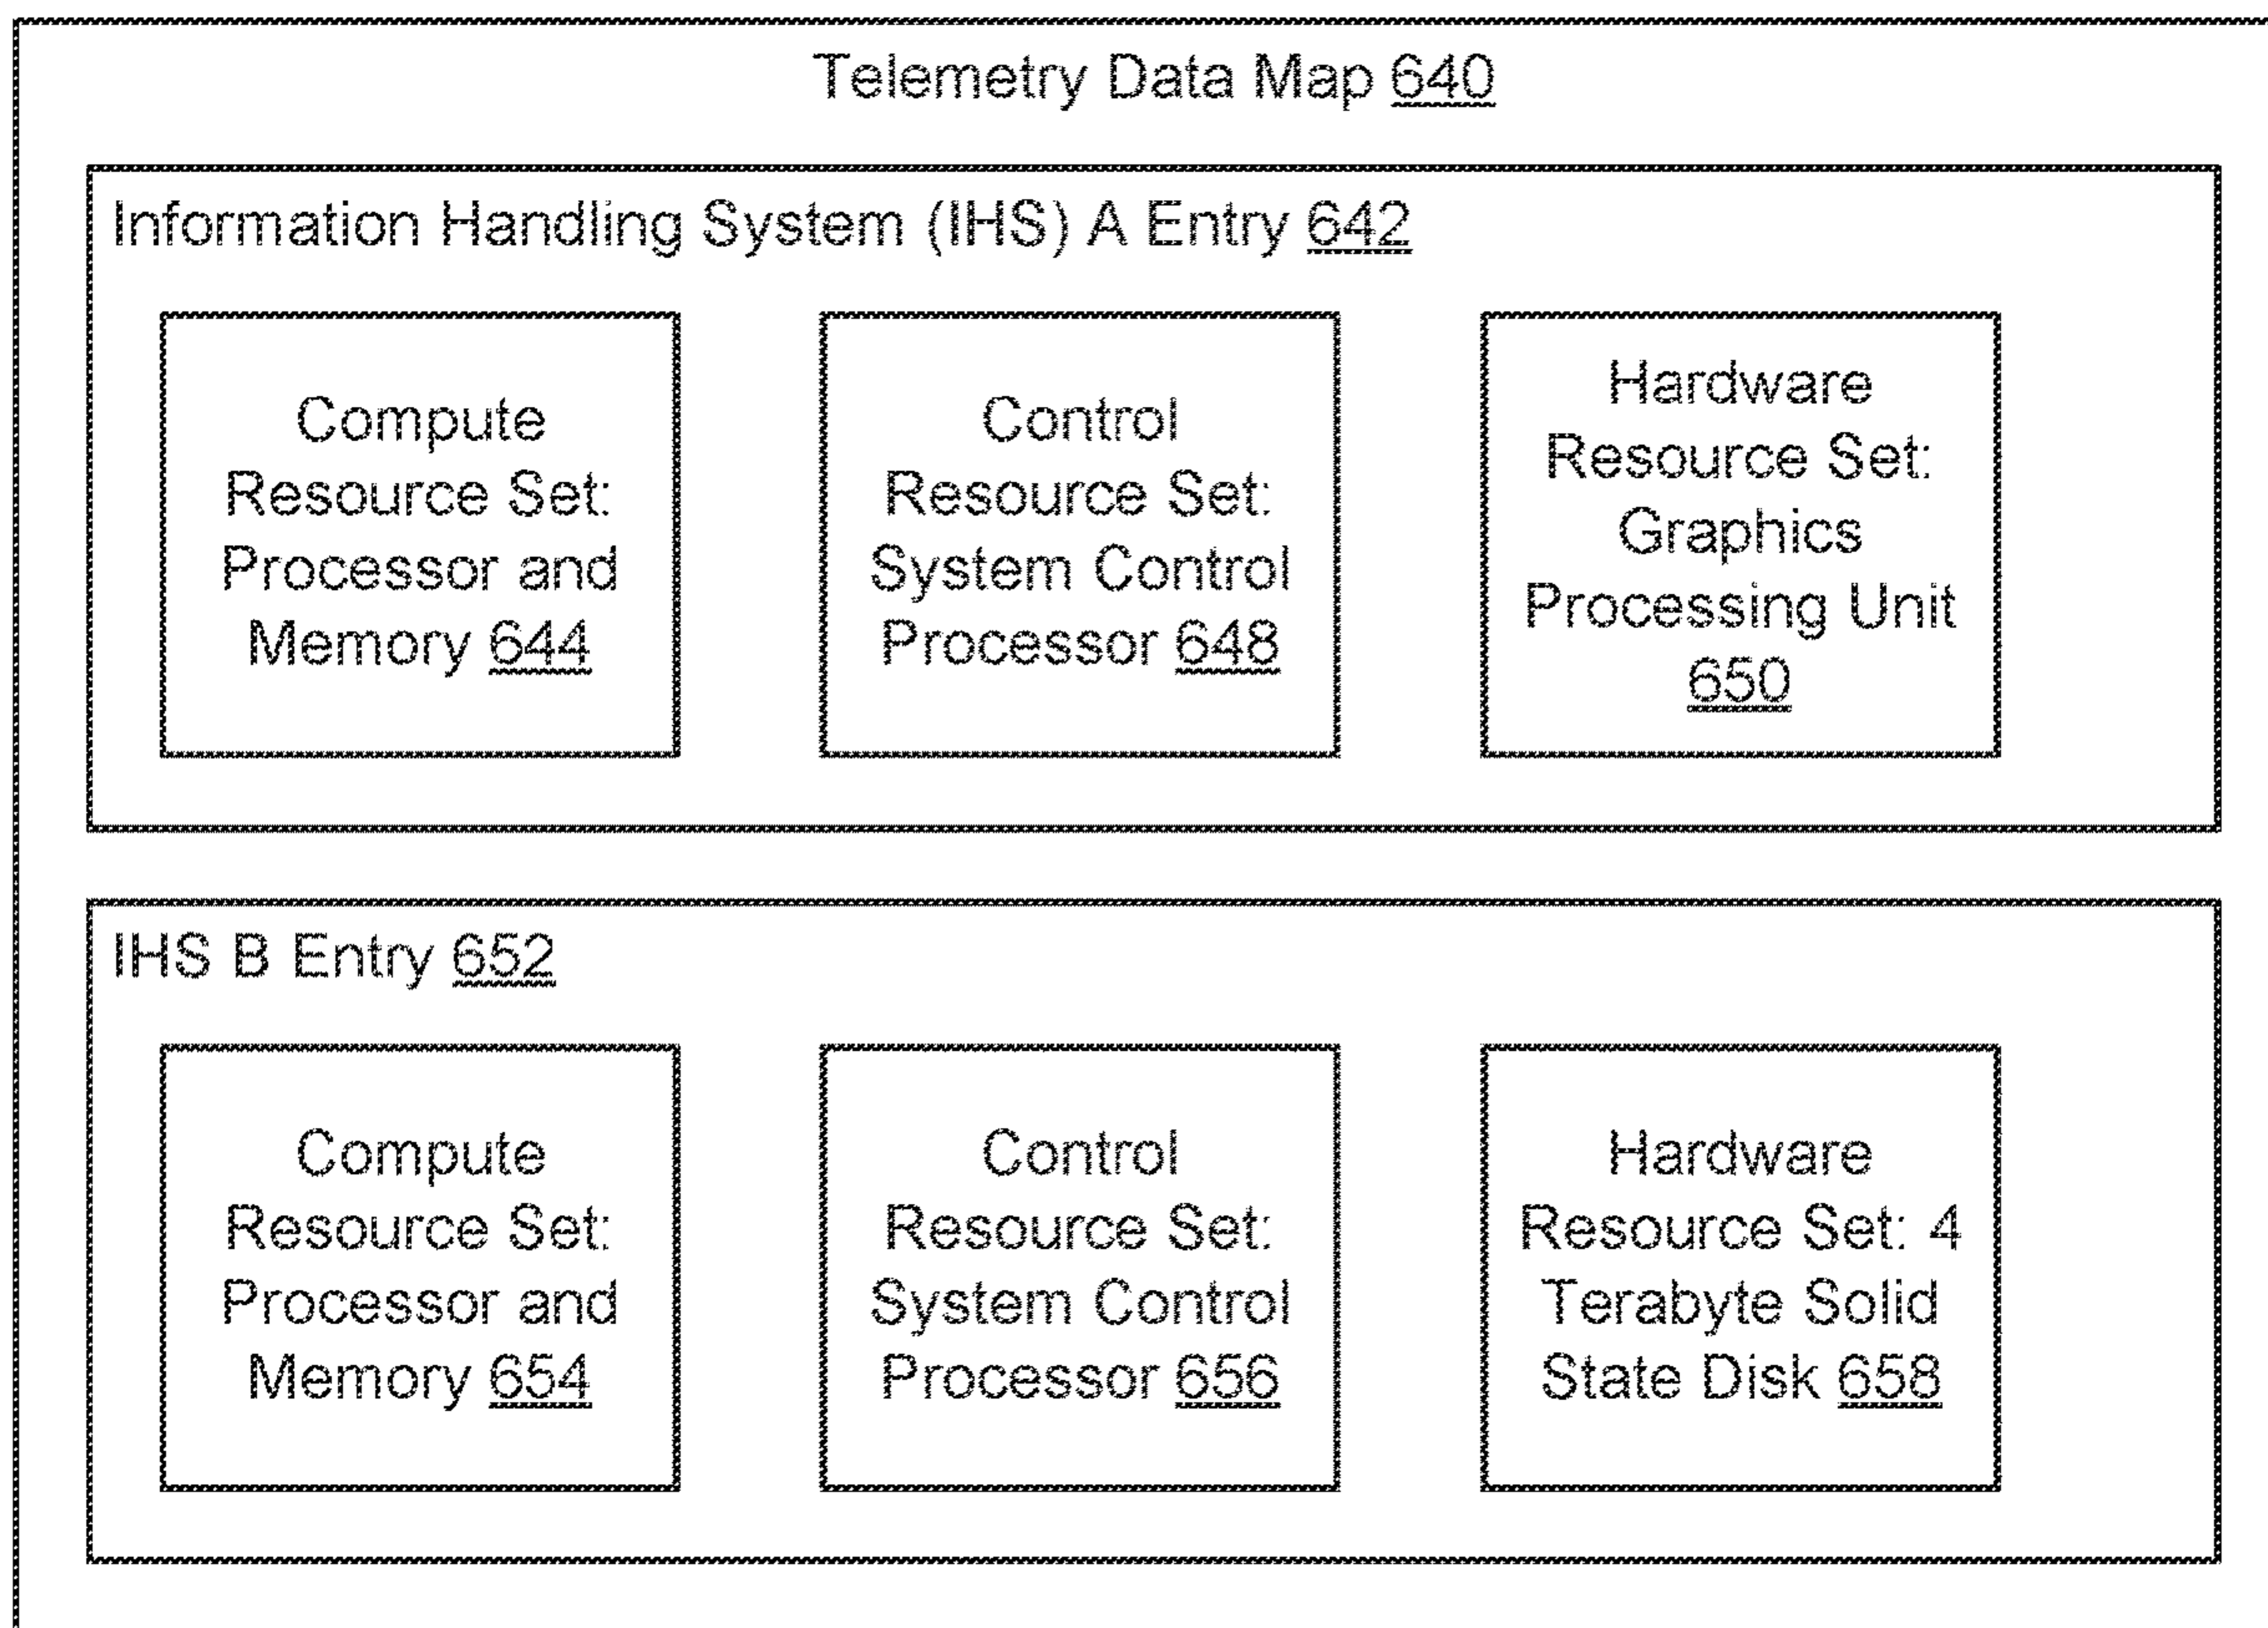 Telemetry Data Map 640
Information Handling System (IHS) A Entry 642
Compute
Resource Set:
Processor and
Memory 644
Control
Resource Set:
System Control
Processor 648
Hardware
Resource Set:
Graphics
Processing Unit
650
IHS B Entry 652
Compute
Resource Set:
Processor and
Memory 654
Control
Resource Set:
System Control
Processor 656
Hardware
Resource Set: 4
Terabyte Solid
State Disk 658